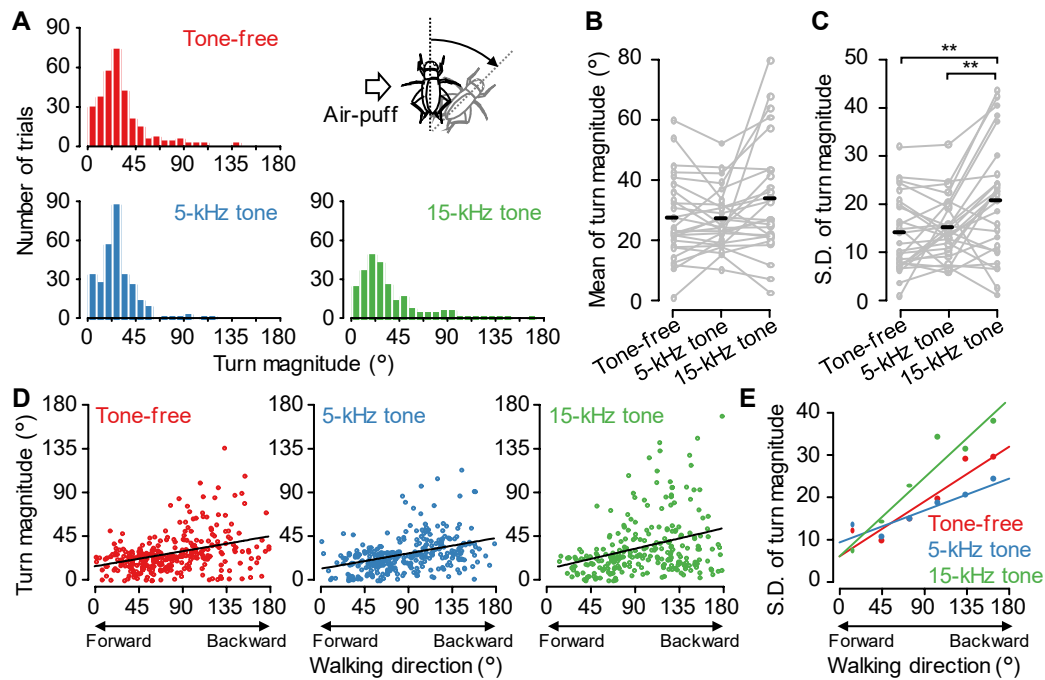 A
Number of trials
90
60
30
0
Tone-free
0 45 90 135 180
Air-puff
90
60
30
0
5-kHz tone
0 45 90 135 180
90
60
30
0
15-kHz tone
0 45 90 135 180
Turn magnitude (°)
B
Mean of turn magnitude (°)
80
60
40
20
0
Tone-free
5-kHz tone
15-kHz tone
C
S.D. of turn magnitude
50
40
30
20
10
0
**
**
Tone-free
5-kHz tone
15-kHz tone
D
Turn magnitude (°)
180
135
90
45
0
Tone-free
0 45 90 135 180
Forward Backward
180
135
90
45
0
5-kHz tone
0 45 90 135 180
Forward Backward
180
135
90
45
0
15-kHz tone
0 45 90 135 180
Forward Backward
Walking direction (°)
E
S.D. of turn magnitude
40
30
20
10
0
Tone-free
5-kHz tone
15-kHz tone
0 45 90 135 180
Forward Backward
Walking direction (°)